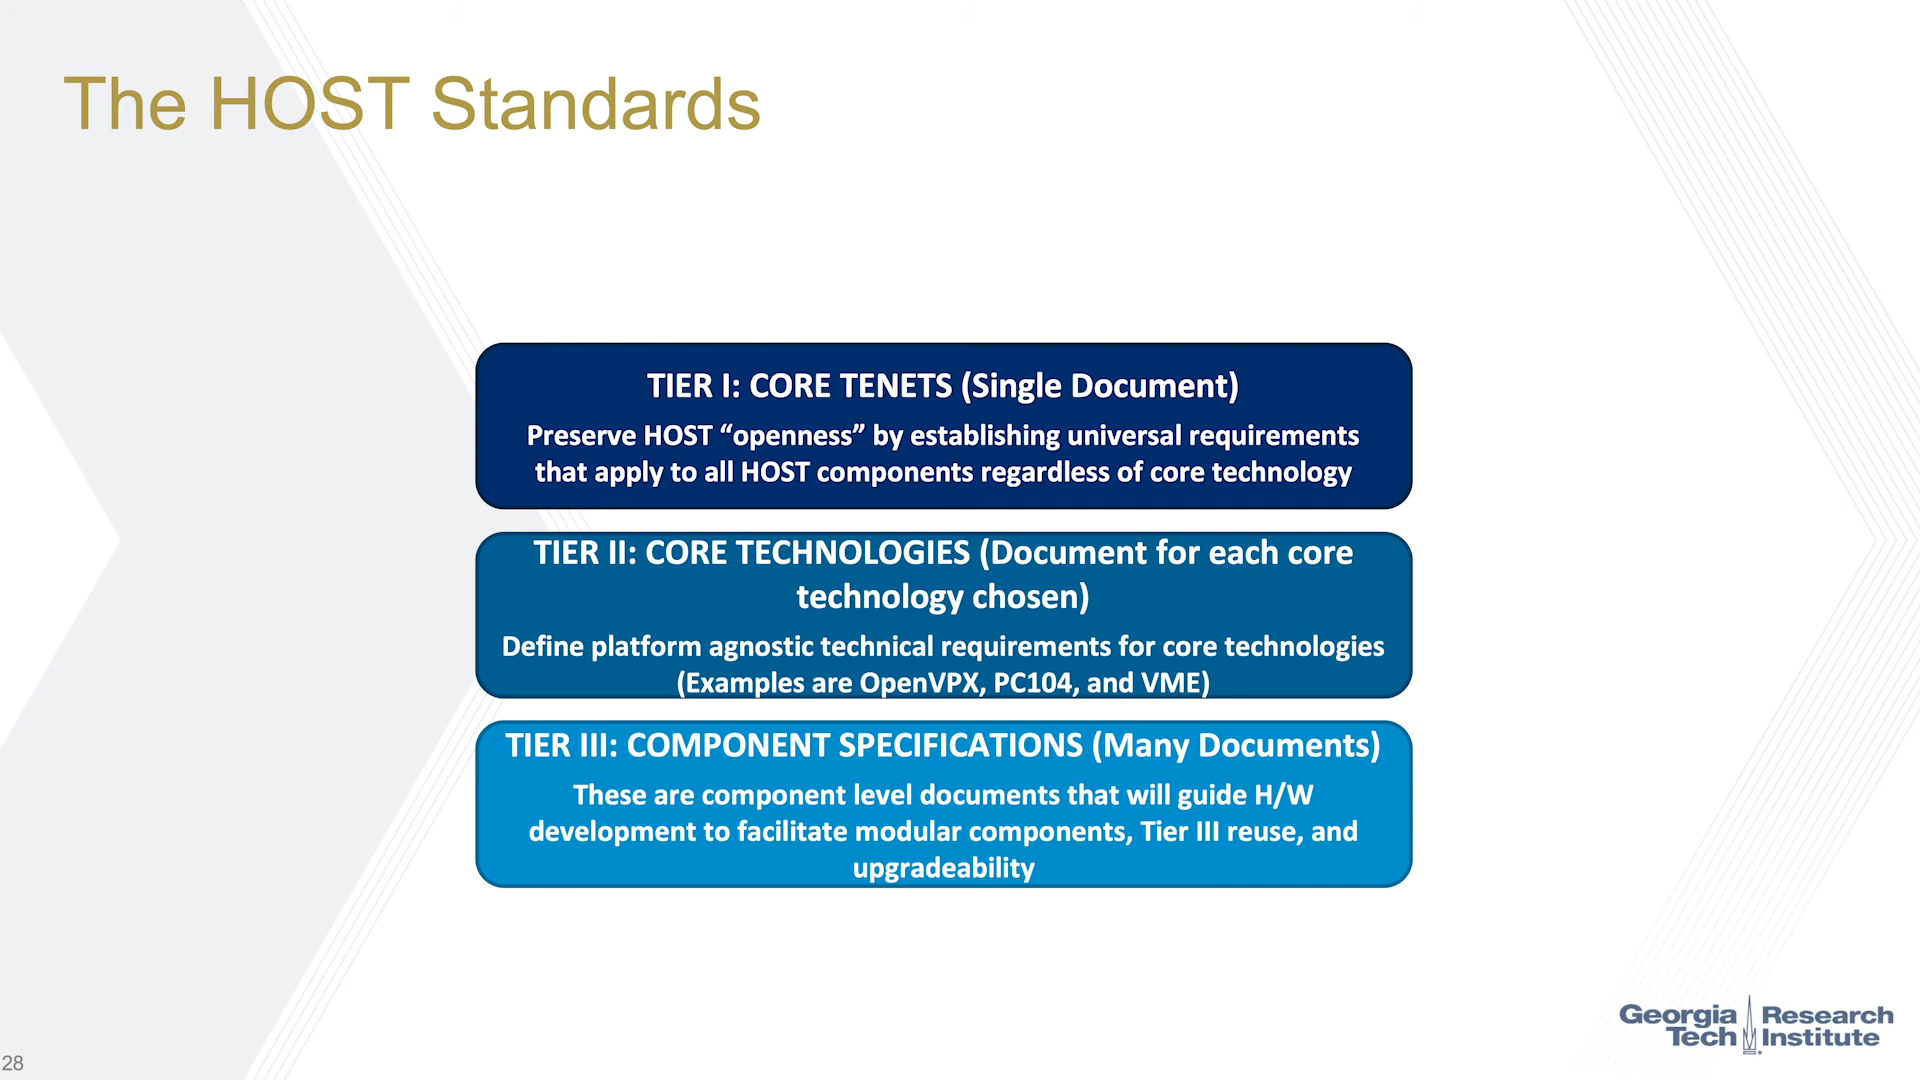 The HOST Standards
TIER I: CORE TENETS (Single Document)
Preserve HOST “openness” by establishing universal requirements
that apply to all HOST components regardless of core technology
TIER II: CORE TECHNOLOGIES (Document for each core
technology chosen)
Define platform agnostic technical requirements for core technologies
(Examples are OpenVPX, PC104, and VME)
TIER III: COMPONENT SPECIFICATIONS (Many Documents)
These are component level documents that will guide H/W
development to facilitate modular components, Tier III reuse, and
upgradeability
Georgia Research
Tech Institute
28